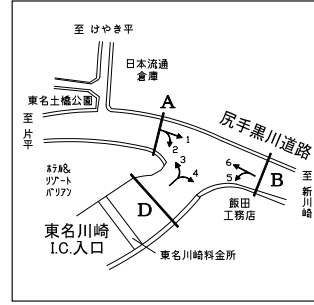 至 けやき平
日本流通
倉庫
東名土橋公園
A
尻手黒川道路
至 片平
1
2
3
4
6
5
B
至 新川崎
ホテル&
リゾート
バリアン
D
飯田
工務店
東名川崎
I.C.入口
東名川崎料金所